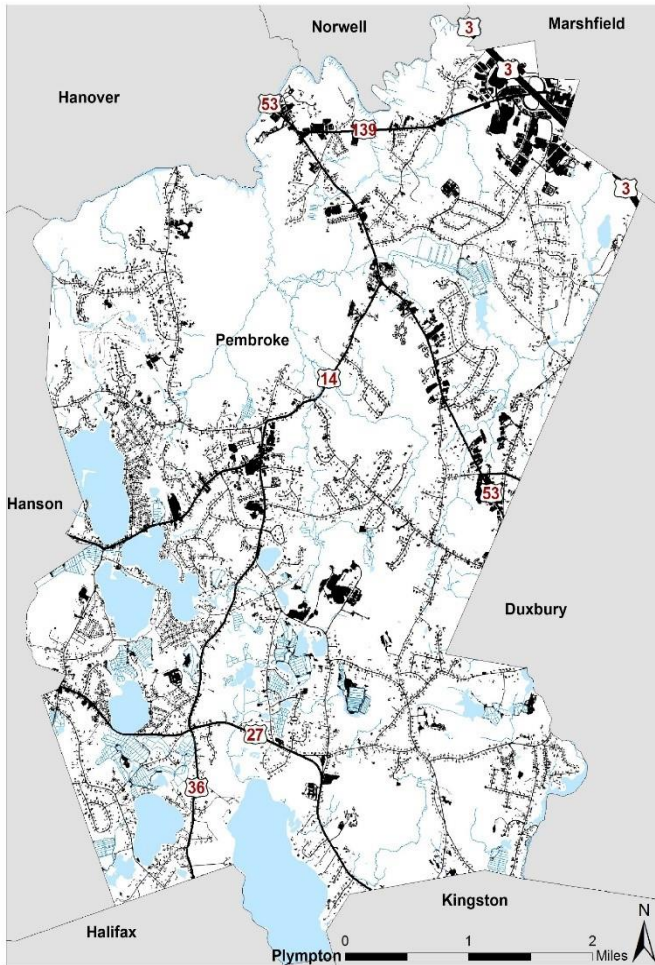 Norwell
3
Marshfield
3
Hanover
53
139
3
Pembroke
14
Hanson
53
Duxbury
27
36
Kingston
N
Halifax
Plympton
0 1 2
Miles